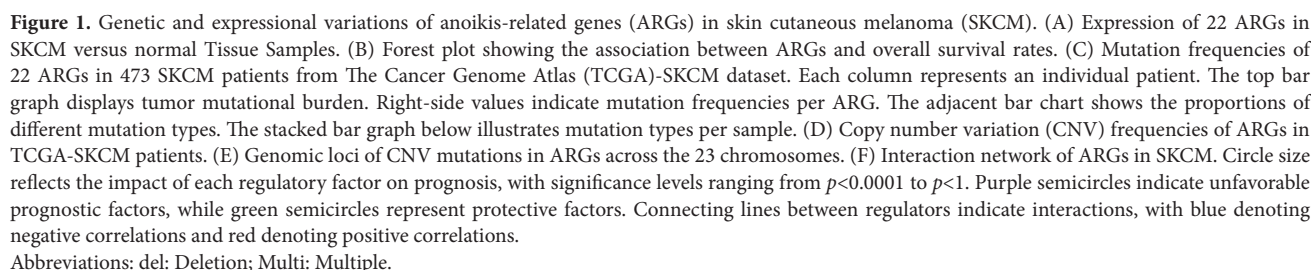 Figure 1. Genetic and expressional variations of anoikis-related genes (ARGs) in skin cutaneous melanoma (SKCM). (A) Expression of 22 ARGs in
SKCM versus normal Tissue Samples. (B) Forest plot showing the association between ARGs and overall survival rates. (C) Mutation frequencies of
22 ARGs in 473 SKCM patients from The Cancer Genome Atlas (TCGA)-SKCM dataset. Each column represents an individual patient. The top bar
graph displays tumor mutational burden. Right-side values indicate mutation frequencies per ARG. The adjacent bar chart shows the proportions of
different mutation types. The stacked bar graph below illustrates mutation types per sample. (D) Copy number variation (CNV) frequencies of ARGs in
TCGA-SKCM patients. (E) Genomic loci of CNV mutations in ARGs across the 23 chromosomes. (F) Interaction network of ARGs in SKCM. Circle size
reflects the impact of each regulatory factor on prognosis, with significance levels ranging from p<0.0001 to p<1. Purple semicircles indicate unfavorable
prognostic factors, while green semicircles represent protective factors. Connecting lines between regulators indicate interactions, with blue denoting
negative correlations and red denoting positive correlations.
Abbreviations: del: Deletion; Multi: Multiple.